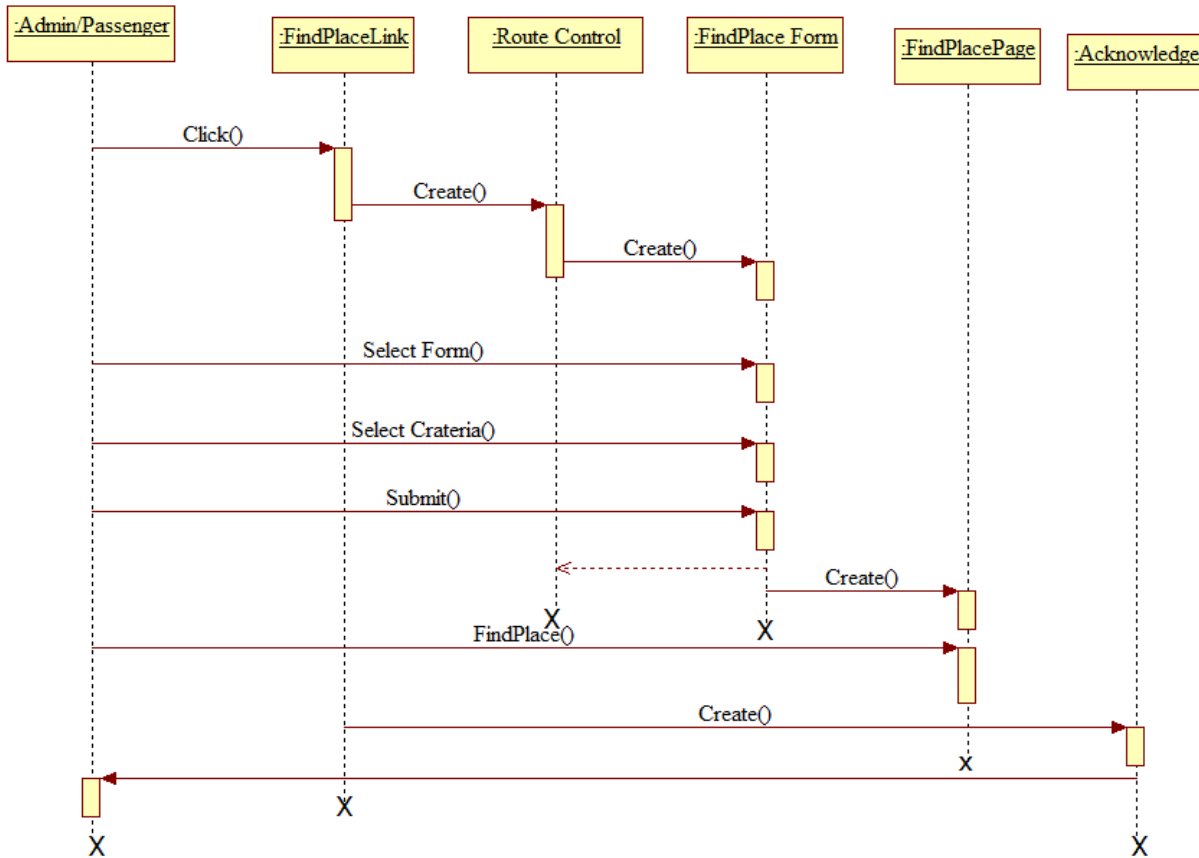 :Admin/Passenger
:FindPlaceLink
:Route Control
:FindPlace Form
:FindPlacePage
:Acknowledge
Click()
Create()
Create()
Select Form()
Select Crateria()
Submit()
Create()
X
X
FindPlace()
Create()
x
X
X
X